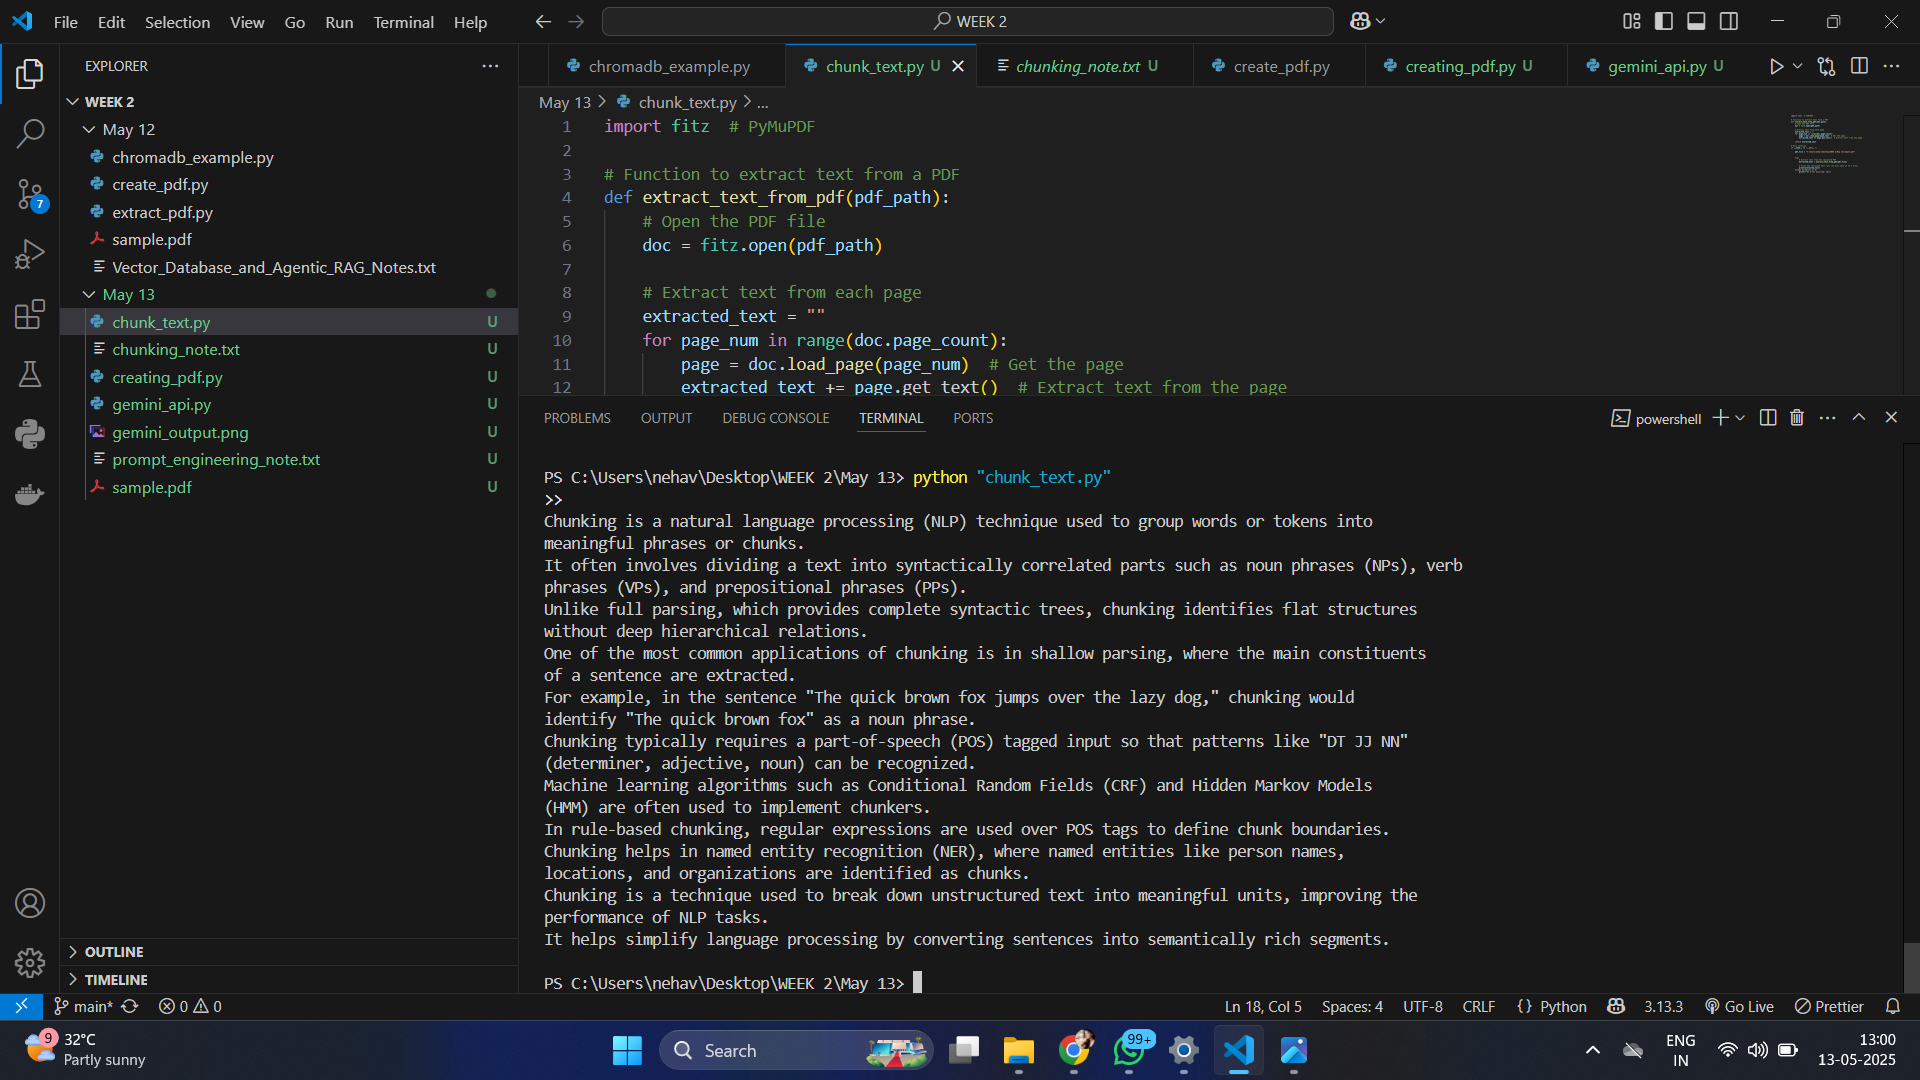 File Edit Selection View Go Run Terminal Help
WEEK 2
EXPLORER
WEEK 2
May 12
chromadb_example.py
create_pdf.py
extract_pdf.py
sample.pdf
Vector_Database_and_Agentic_RAG_Notes.txt
May 13
chunk_text.py U
chunking_note.txt U
creating_pdf.py U
gemini_api.py U
gemini_output.png U
prompt_engineering_note.txt U
sample.pdf U
OUTLINE
TIMELINE
7
chromadb_example.py chunk_text.py U chunking_note.txt U create_pdf.py creating_pdf.py U gemini_api.py U
May 13 > chunk_text.py > ...
1 import fitz # PyMuPDF
2
3 # Function to extract text from a PDF
4 def extract_text_from_pdf(pdf_path):
5 # Open the PDF file
6 doc = fitz.open(pdf_path)
7
8 # Extract text from each page
9 extracted_text = ""
10 for page_num in range(doc.page_count):
11 page = doc.load_page(page_num) # Get the page
12 extracted_text += page.get_text() # Extract text from the page
PROBLEMS OUTPUT DEBUG CONSOLE TERMINAL PORTS
powershell
PS C:\Users\nehav\Desktop\WEEK 2\May 13> python "chunk_text.py"
>>
Chunking is a natural language processing (NLP) technique used to group words or tokens into
meaningful phrases or chunks.
It often involves dividing a text into syntactically correlated parts such as noun phrases (NPs), verb
phrases (VPs), and prepositional phrases (PPs).
Unlike full parsing, which provides complete syntactic trees, chunking identifies flat structures
without deep hierarchical relations.
One of the most common applications of chunking is in shallow parsing, where the main constituents
of a sentence are extracted.
For example, in the sentence "The quick brown fox jumps over the lazy dog," chunking would
identify "The quick brown fox" as a noun phrase.
Chunking typically requires a part-of-speech (POS) tagged input so that patterns like "DT JJ NN"
(determiner, adjective, noun) can be recognized.
Machine learning algorithms such as Conditional Random Fields (CRF) and Hidden Markov Models
(HMM) are often used to implement chunkers.
In rule-based chunking, regular expressions are used over POS tags to define chunk boundaries.
Chunking helps in named entity recognition (NER), where named entities like person names,
locations, and organizations are identified as chunks.
Chunking is a technique used to break down unstructured text into meaningful units, improving the
performance of NLP tasks.
It helps simplify language processing by converting sentences into semantically rich segments.
PS C:\Users\nehav\Desktop\WEEK 2\May 13>
main* 0 0
Ln 18, Col 5 Spaces: 4 UTF-8 CRLF {} Python 3.13.3 Go Live Prettier
9
32°C
Partly sunny
Search
99+
ENG
IN
13:00
13-05-2025